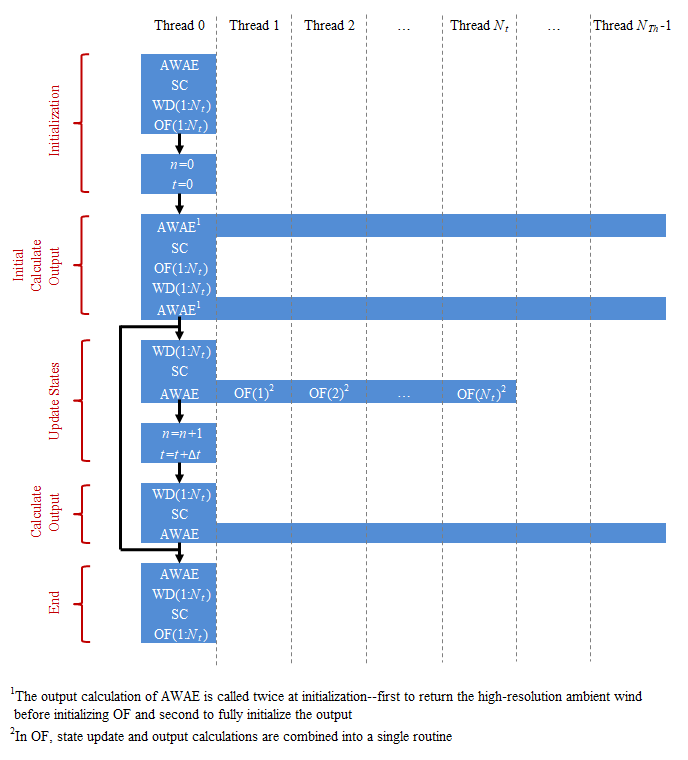 Thread 0 Thread 1 Thread 2 … Thread Nt … Thread NTh-1
Initialization
AWAE
SC
WD(1:Nt)
OF(1:Nt)
n=0
t=0
Initial
Calculate
Output
AWAE1
SC
OF(1:Nt)
WD(1:Nt)
AWAE1
Update States
WD(1:Nt)
SC
AWAE OF(1)2 OF(2)2 … OF(Nt)2
n=n+1
t=t+Δt
Calculate
Output
WD(1:Nt)
SC
AWAE
End
AWAE
WD(1:Nt)
SC
OF(1:Nt)
1The output calculation of AWAE is called twice at initialization--first to return the high-resolution ambient wind
before initializing OF and second to fully initialize the output
2In OF, state update and output calculations are combined into a single routine